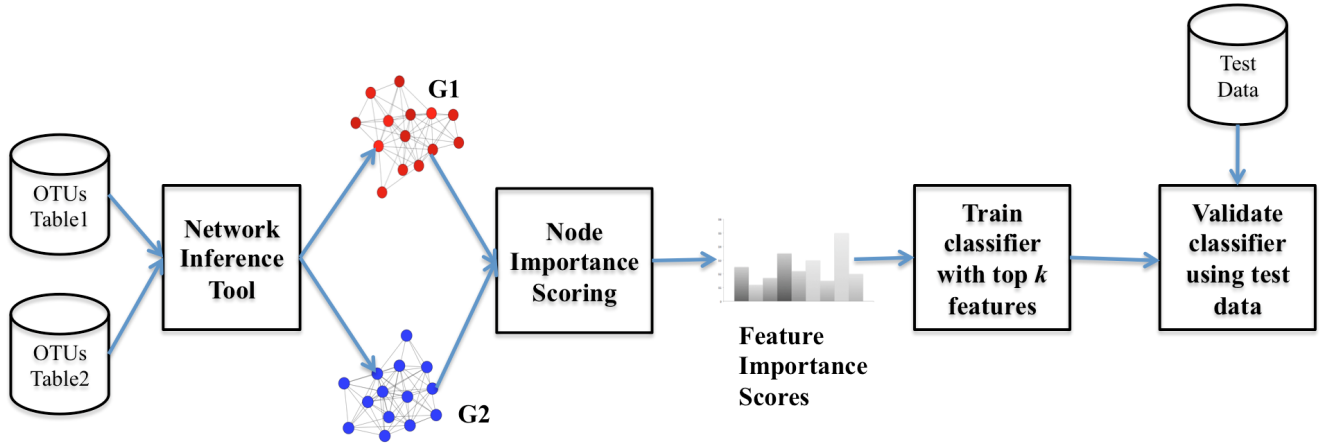 OTUs
Table1
OTUs
Table2
Network
Inference
Tool
G1
G2
Node
Importance
Scoring
Feature
Importance
Scores
Train
classifier
with top k
features
Test
Data
Validate
classifier
using test
data